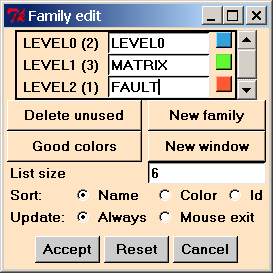 Family edit
LEVEL0 (2) LEVEL0
LEVEL1 (3) MATRIX
LEVEL2 (1) FAULT
Delete unused New family
Good colors New window
List size 6
Sort: Name Color Id
Update: Always Mouse exit
Accept Reset Cancel